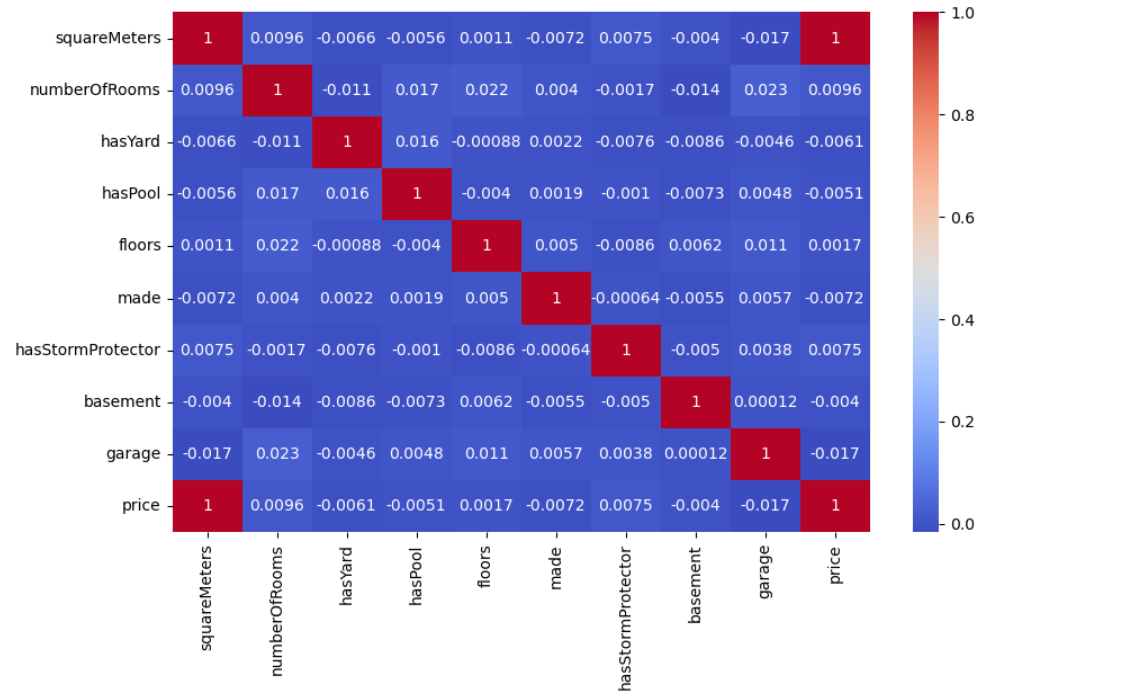 squareMeters 1 0.0096 -0.0066 -0.0056 0.0011 -0.0072 0.0075 -0.004 -0.017 1
numberOfRooms 0.0096 1 -0.011 0.017 0.022 0.004 -0.0017 -0.014 0.023 0.0096
hasYard -0.0066 -0.011 1 0.016 -0.00088 0.0022 -0.0076 -0.0086 -0.0046 -0.0061
hasPool -0.0056 0.017 0.016 1 -0.004 0.0019 -0.001 -0.0073 0.0048 -0.0051
floors 0.0011 0.022 -0.00088 -0.004 1 0.005 -0.0086 0.0062 0.011 0.0017
made -0.0072 0.004 0.0022 0.0019 0.005 1 -0.00064 -0.0055 0.0057 -0.0072
hasStormProtector 0.0075 -0.0017 -0.0076 -0.001 -0.0086 -0.00064 1 -0.005 0.0038 0.0075
basement -0.004 -0.014 -0.0086 -0.0073 0.0062 -0.0055 -0.005 1 0.00012 -0.004
garage -0.017 0.023 -0.0046 0.0048 0.011 0.0057 0.0038 0.00012 1 -0.017
price 1 0.0096 -0.0061 -0.0051 0.0017 -0.0072 0.0075 -0.004 -0.017 1
squareMeters
numberOfRooms
hasYard
hasPool
floors
made
hasStormProtector
basement
garage
price
1.0
0.8
0.6
0.4
0.2
0.0